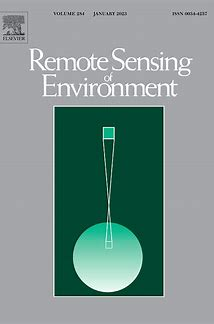 ELSEVIER
VOLUME 284
JANUARY 2023
ISSN 0034-4257
Remote Sensing
of
Environment